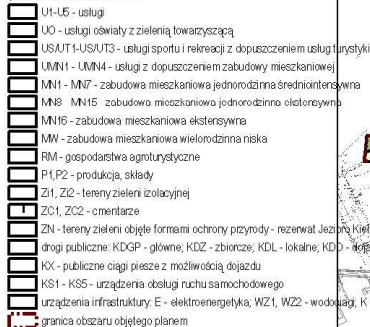 U1-U5 - usługi
UO - usługi oświaty z zielenią towarzyszącą
US/UT1-US/UT3 - usługi sportu i rekreacji z dopuszczeniem usług turystyki
UMN1 - UMN4 - usługi z dopuszczeniem zabudowy mieszkaniowej
MN1 - MN7 - zabudowa mieszkaniowa jednorodzinna średniointensywna
MN8 - MN15 - zabudowa mieszkaniowa jednorodzinna ekstensywna
MN16 - zabudowa mieszkaniowa ekstensywna
MW - zabudowa mieszkaniowa wielorodzinna niska
RM - gospodarstwa agroturystyczne
P1,P2 - produkcja, składy
Zi1, Zi2 - tereny zieleni izolacyjnej
ZC1, ZC2 - cmentarze
ZN - tereny zieleni objęte formami ochrony przyrody - rezerwat Jezioro
drogi publiczne: KDGP - główne; KDZ - zbiorcze; KDL - lokalne; KDD -
KX - publiczne ciągi piesze z możliwością dojazdu
KS1 - KS5 - urządzenia obsługi ruchu samochodowego
urządzenia infrastruktury: E - elektroenergetyka; WZ1, WZ2 - wodociągi; K
granica obszaru objętego planem